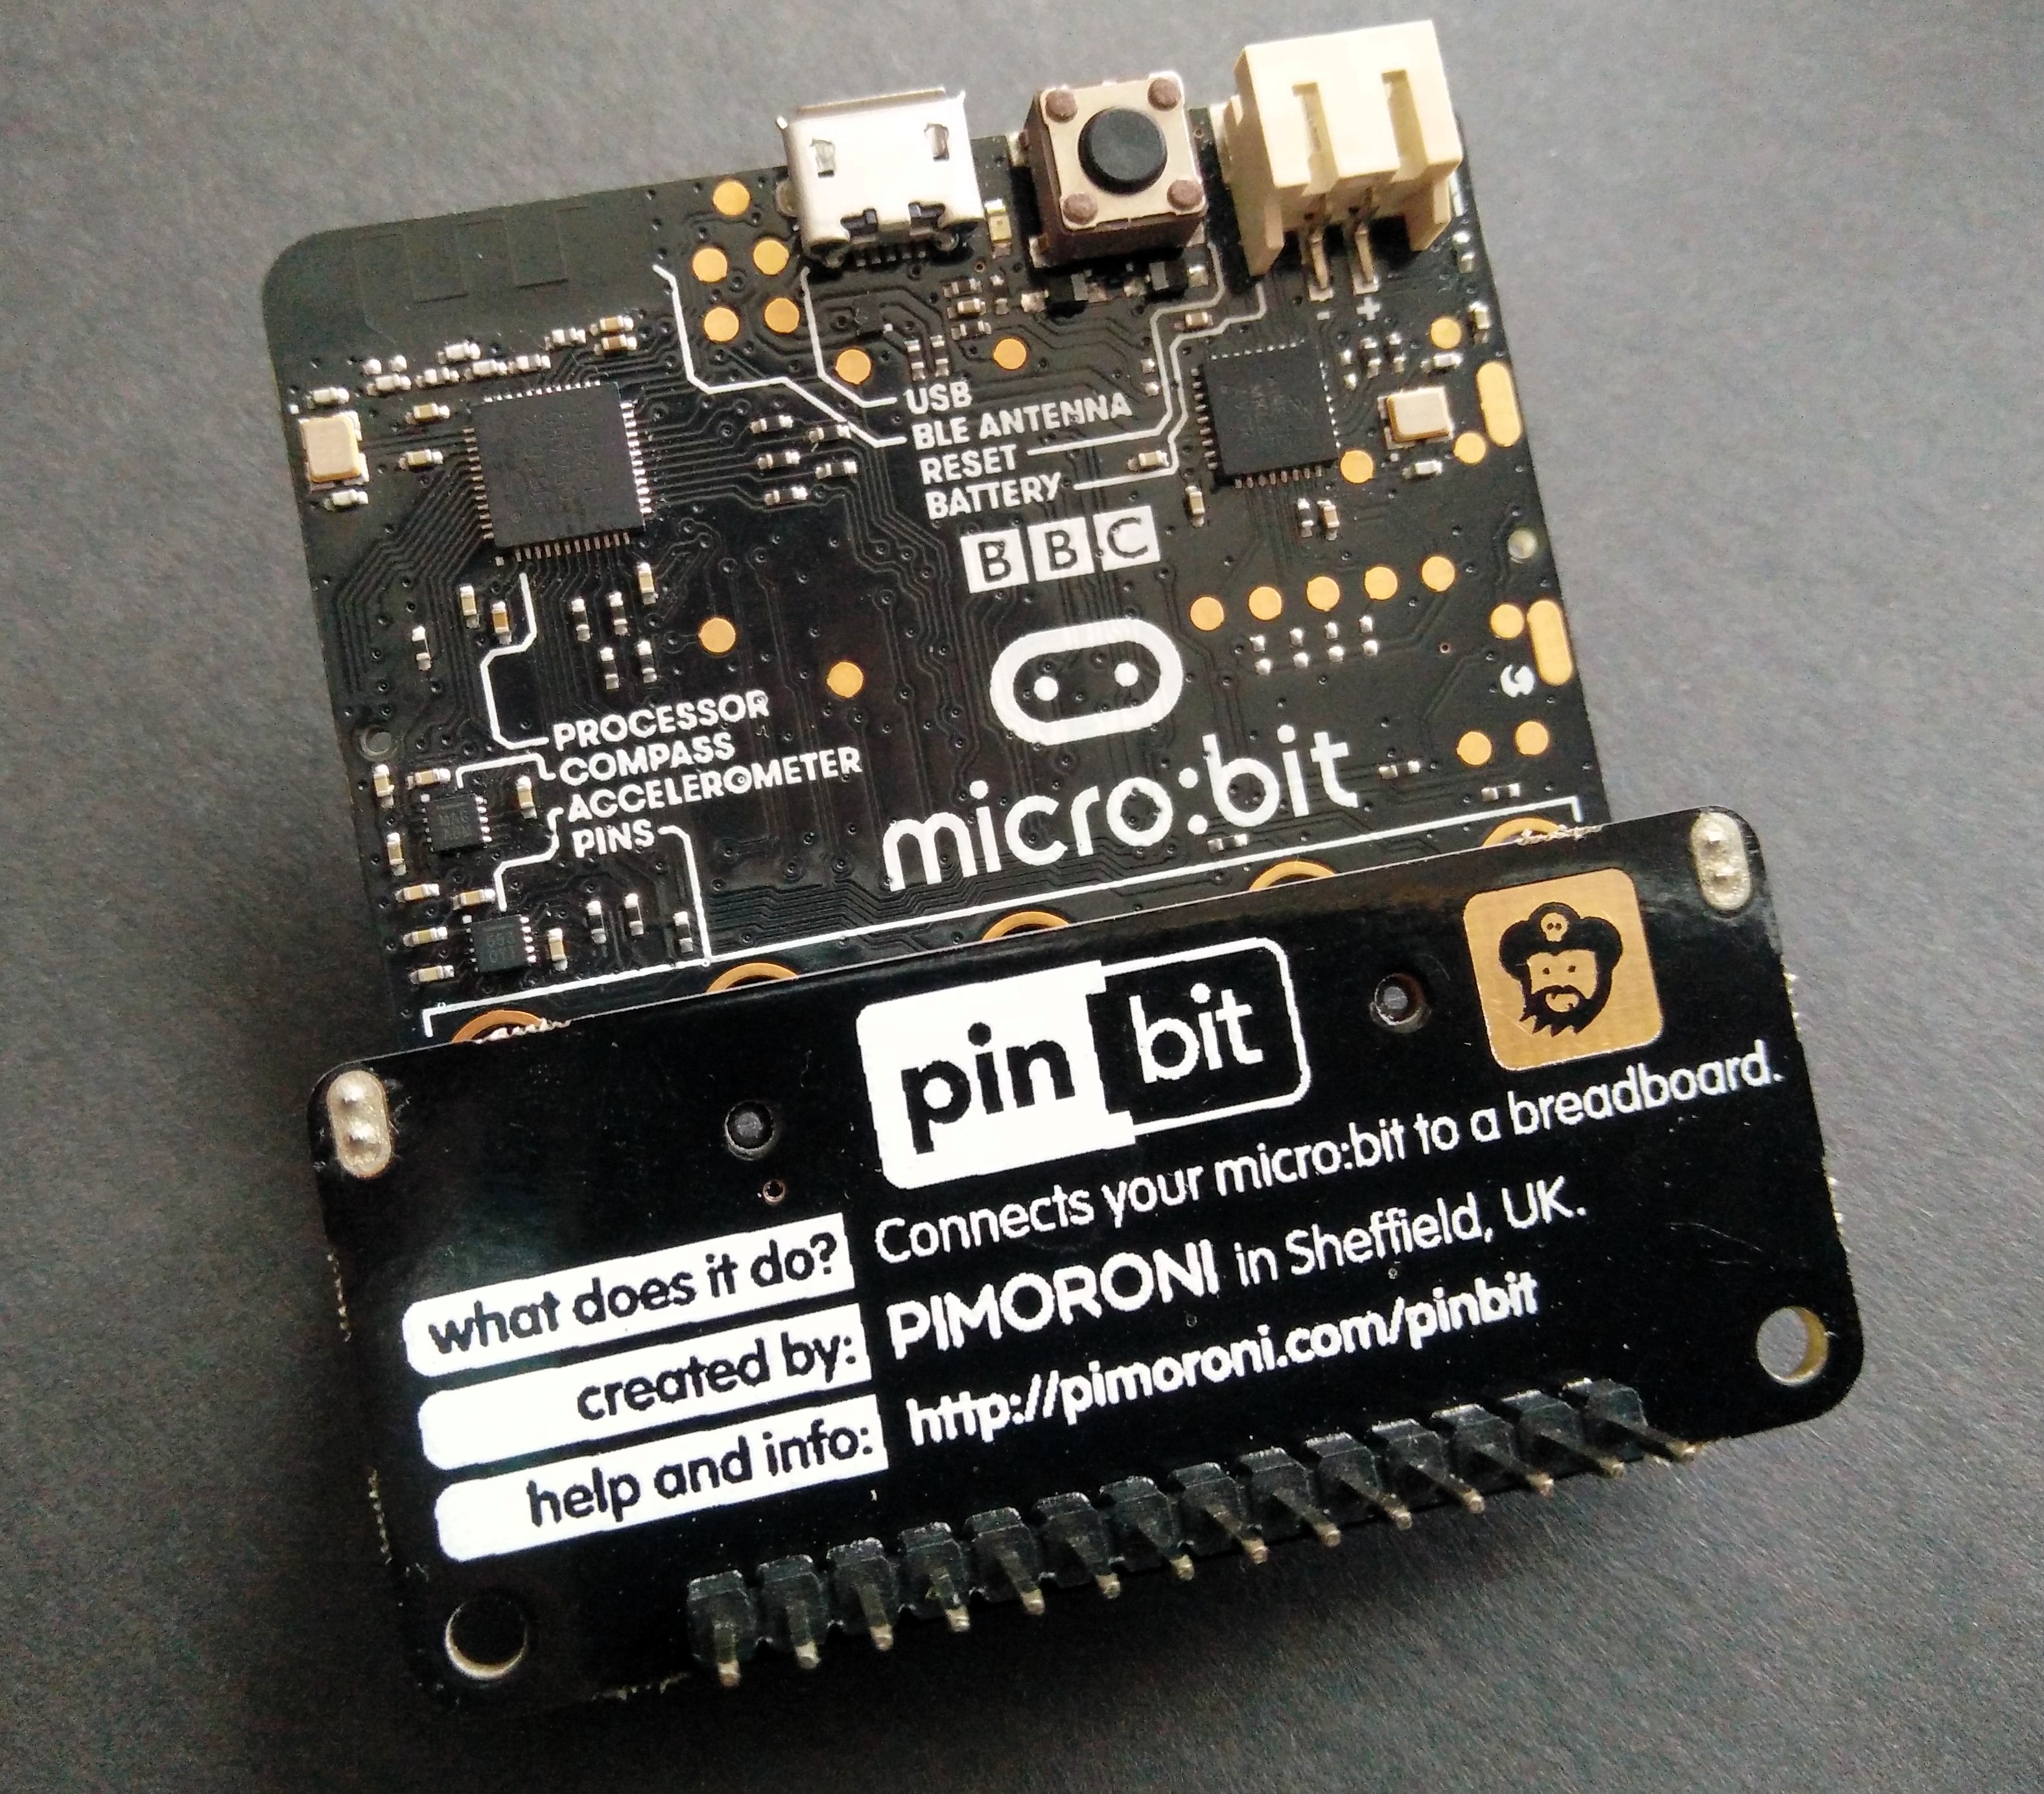 USB
BLE ANTENNA
RESET
BATTERY
- +
BBC
PROCESSOR
COMPASS
ACCELEROMETER
PINS
micro:bit
pin bit
what does it do? Connects your micro:bit to a breadboard.
created by: PIMORONI in Sheffield, UK.
help and info: http://pimoroni.com/pinbit